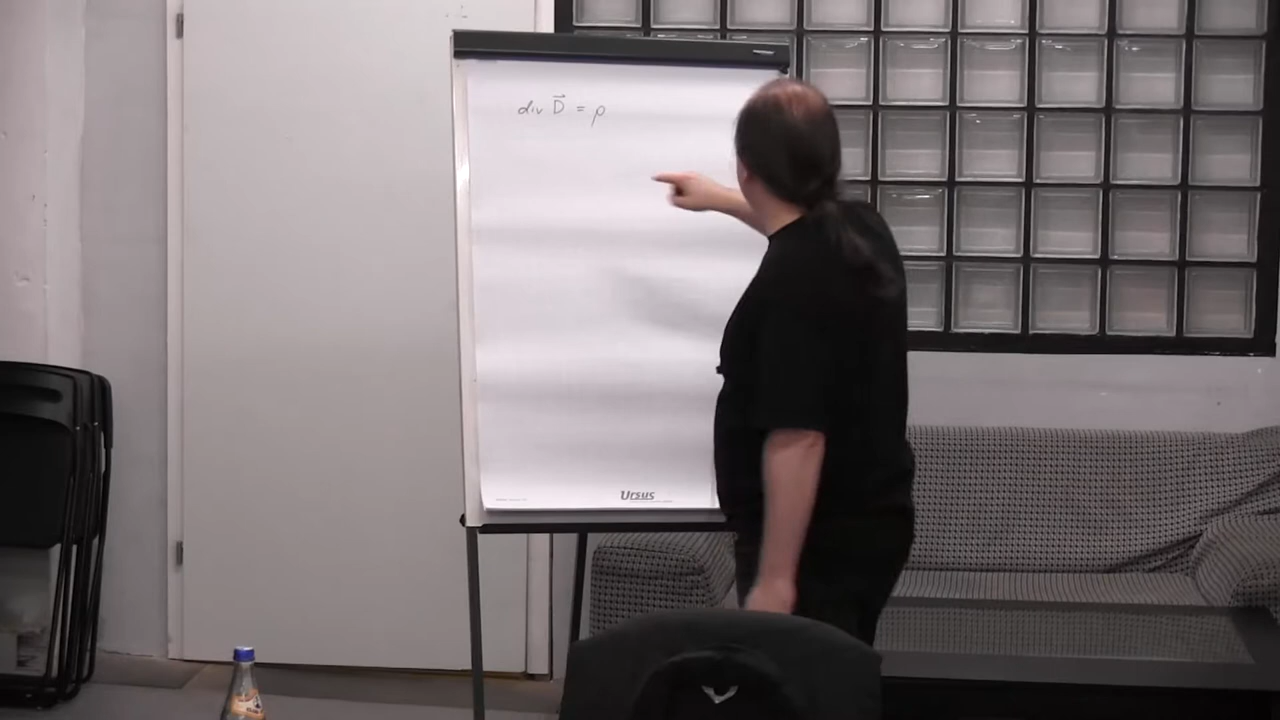 div D⃗ = ρ
Ursus